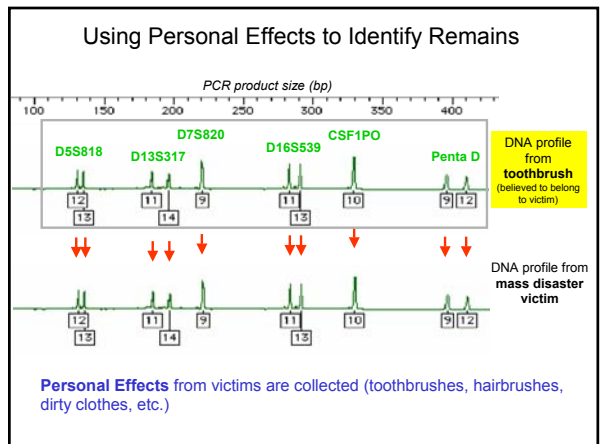 Using Personal Effects to Identify Remains
PCR product size (bp)
100 150 200 250 300 350 400
D5S818 D13S317 D7S820 D16S539 CSF1PO Penta D
12 11 9 11 10 9 12
13 14 13
DNA profile
from
toothbrush
(believed to belong
to victim)
DNA profile from
mass disaster
victim
12 11 9 11 10 9 12
13 14 13
Personal Effects from victims are collected (toothbrushes, hairbrushes,
dirty clothes, etc.)